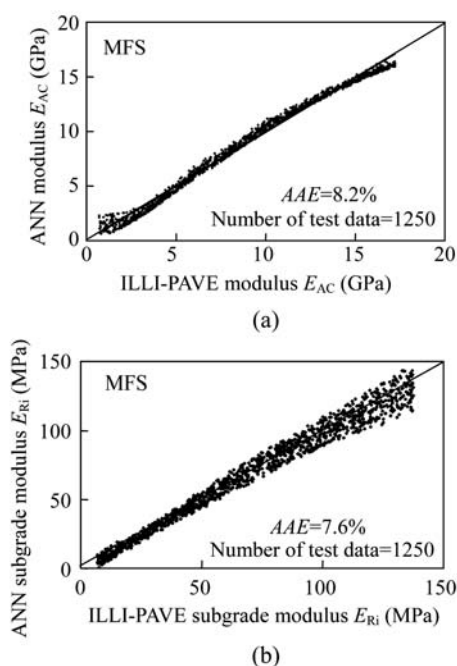 20
MFS
15
10
5
0
ANN modulus E_AC (GPa)
AAE=8.2%
Number of test data=1250
0 5 10 15 20
ILLI-PAVE modulus E_AC (GPa)
(a)
150
MFS
100
50
0
ANN subgrade modulus E_Ri (MPa)
AAE=7.6%
Number of test data=1250
0 50 100 150
ILLI-PAVE subgrade modulus E_Ri (MPa)
(b)